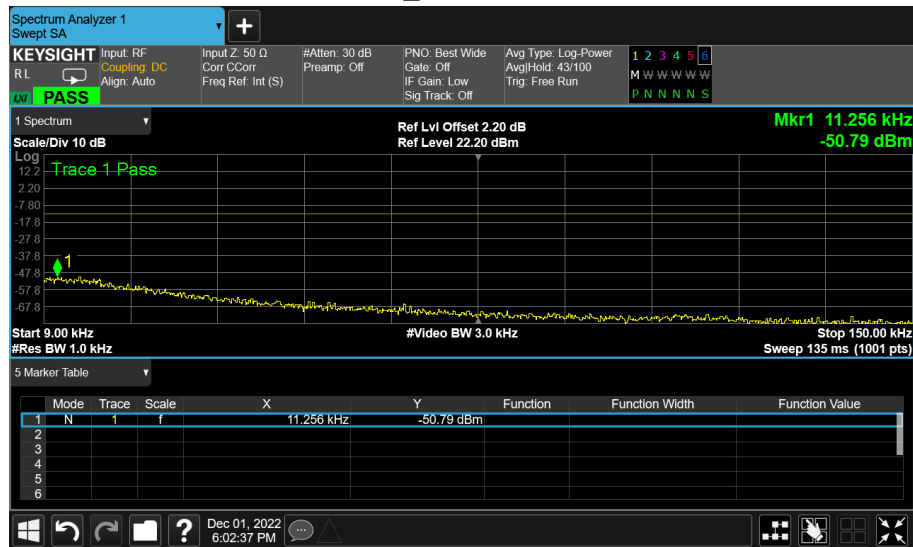 Spectrum Analyzer 1
Swept SA
+
KEYSIGHT
R L
LXI PASS
Input: RF
Coupling: DC
Align: Auto
Input Z: 50 Ω
Corr CCorr
Freq Ref: Int (S)
#Atten: 30 dB
Preamp: Off
PNO: Best Wide
Gate: Off
IF Gain: Low
Sig Track: Off
Avg Type: Log-Power
Avg|Hold: 43/100
Trig: Free Run
1 2 3 4 5 6
M W W W W W
P N N N N S
1 Spectrum
Scale/Div 10 dB
Ref Lvl Offset 2.20 dB
Ref Level 22.20 dBm
Mkr1 11.256 kHz
-50.79 dBm
Log
Trace 1 Pass
12.2
2.20
-7.80
-17.8
-27.8
-37.8
1
-47.8
-57.8
-67.8
Start 9.00 kHz
#Video BW 3.0 kHz
Stop 150.00 kHz
#Res BW 1.0 kHz
Sweep 135 ms (1001 pts)
5 Marker Table
Mode Trace Scale X Y Function Function Width Function Value
1 N 1 f 11.256 kHz -50.79 dBm
2
3
4
5
6
? Dec 01, 2022
6:02:37 PM